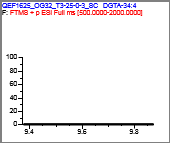 QEF1625_OG32_T3-25-0-3_SC DGTA-34:4
F: FTMS + p ESI Full ms [500.0000-2000.0000]
100
80
60
40
20
0
9.4 9.6 9.8